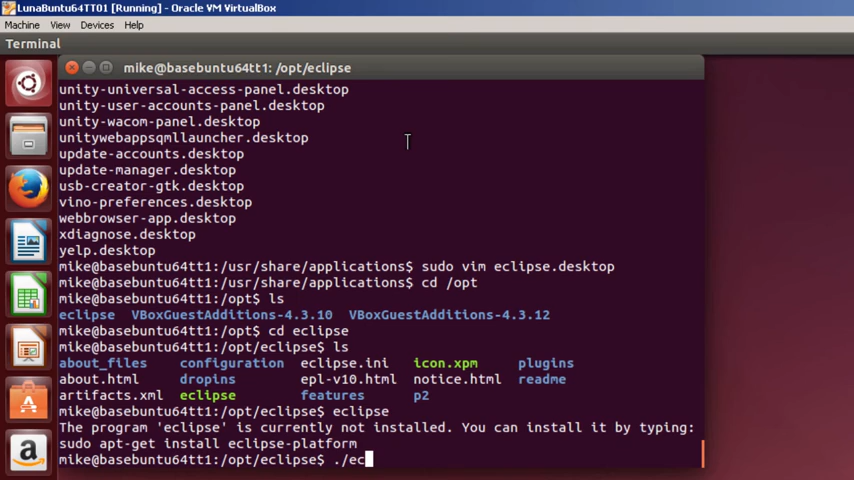 LunaBuntu64TT01 [Running] - Oracle VM VirtualBox
Machine View Devices Help
Terminal
mike@basebuntu64tt1: /opt/eclipse
unity-universal-access-panel.desktop
unity-user-accounts-panel.desktop
unity-wacom-panel.desktop
unitywebappsqmllauncher.desktop
update-accounts.desktop
update-manager.desktop
usb-creator-gtk.desktop
vino-preferences.desktop
webbrowser-app.desktop
xdiagnose.desktop
yelp.desktop
mike@basebuntu64tt1:/usr/share/applications$ sudo vim eclipse.desktop
mike@basebuntu64tt1:/usr/share/applications$ cd /opt
mike@basebuntu64tt1:/opt$ ls
eclipse VBoxGuestAdditions-4.3.10 VBoxGuestAdditions-4.3.12
mike@basebuntu64tt1:/opt$ cd eclipse
mike@basebuntu64tt1:/opt/eclipse$ ls
about_files configuration eclipse.ini icon.xpm plugins
about.html dropins epl-v10.html notice.html readme
artifacts.xml eclipse features p2
mike@basebuntu64tt1:/opt/eclipse$ eclipse
The program 'eclipse' is currently not installed. You can install it by typing:
sudo apt-get install eclipse-platform
mike@basebuntu64tt1:/opt/eclipse$ ./ec